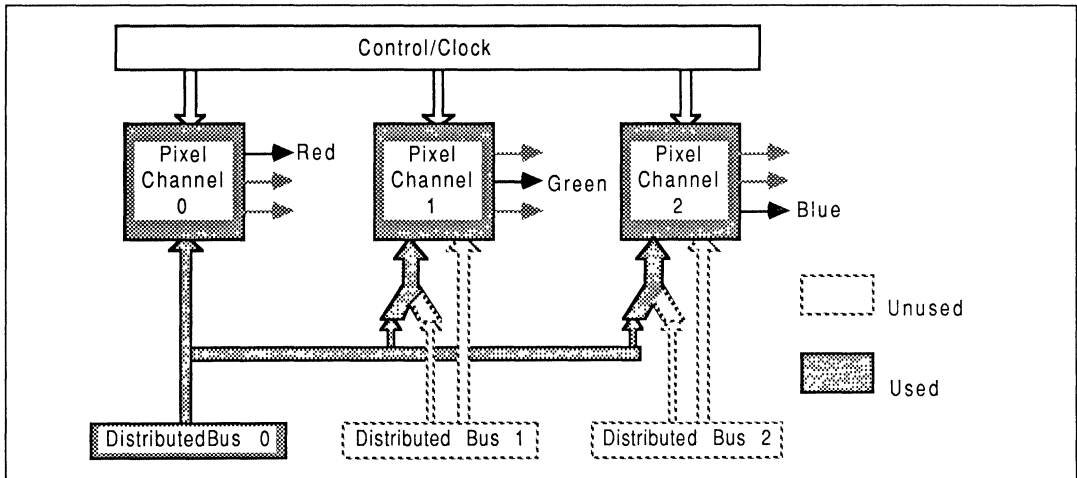 Control/Clock
Pixel
Channel
0
Red
Pixel
Channel
1
Green
Pixel
Channel
2
Blue
Unused
Used
DistributedBus 0
Distributed Bus 1
Distributed Bus 2